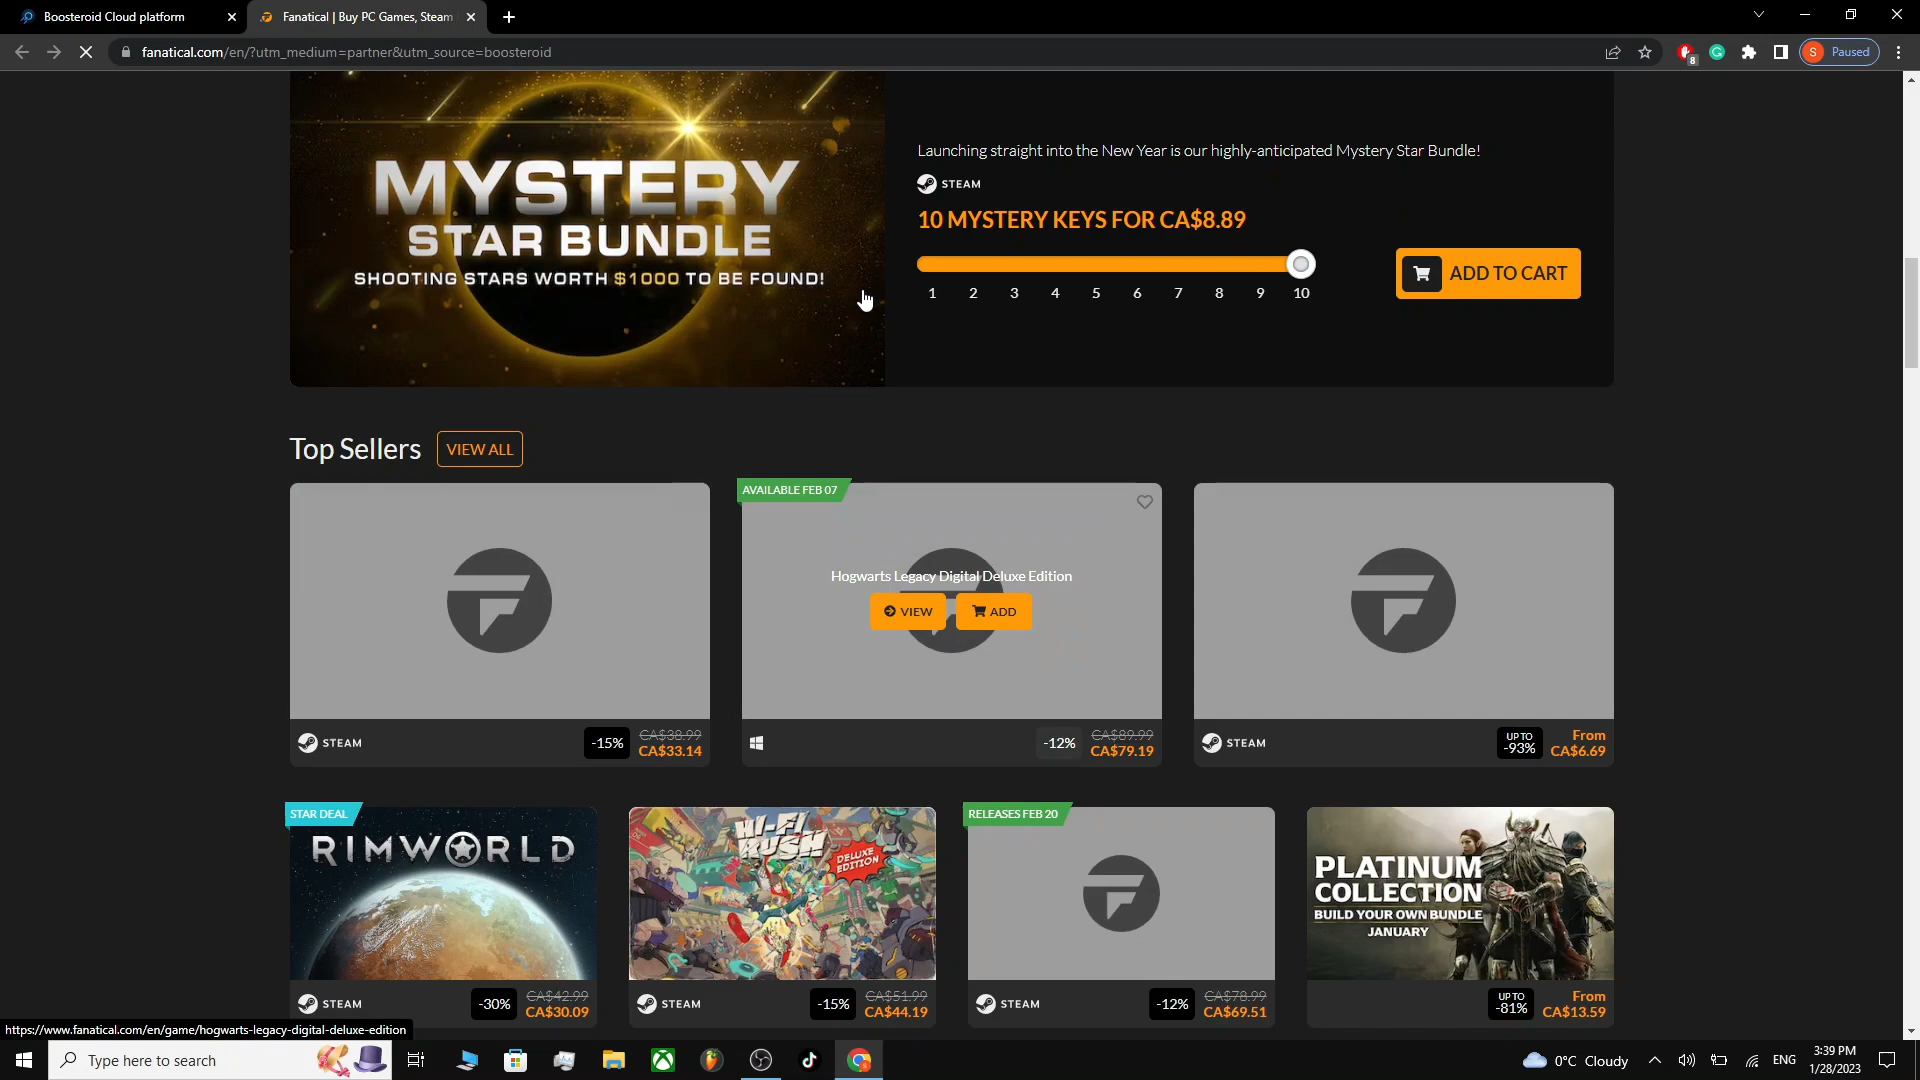 Boosteroid Cloud platform
Fanatical | Buy PC Games, Steam
fanatical.com/en/?utm_medium=partner&utm_source=boosteroid
8
S
Paused
MYSTERY
STAR BUNDLE
SHOOTING STARS WORTH $1000 TO BE FOUND!
Launching straight into the New Year is our highly-anticipated Mystery Star Bundle!
STEAM
10 MYSTERY KEYS FOR CA$8.89
1 2 3 4 5 6 7 8 9 10
ADD TO CART
Top Sellers
VIEW ALL
AVAILABLE FEB 07
Hogwarts Legacy Digital Deluxe Edition
VIEW
ADD
STEAM
-15%
CA$38.99
CA$33.14
-12%
CA$89.99
CA$79.19
STEAM
UP TO
-93%
From
CA$6.69
STAR DEAL
RIMWORLD
HI-FI
RUSH
DELUXE
EDITION
RELEASES FEB 20
PLATINUM
COLLECTION
BUILD YOUR OWN BUNDLE
JANUARY
STEAM
-30%
CA$42.99
CA$30.09
STEAM
-15%
CA$51.99
CA$44.19
STEAM
-12%
CA$78.99
CA$69.51
UP TO
-81%
From
CA$13.59
https://www.fanatical.com/en/game/hogwarts-legacy-digital-deluxe-edition
Type here to search
0°C Cloudy
ENG
3:39 PM
1/28/2023